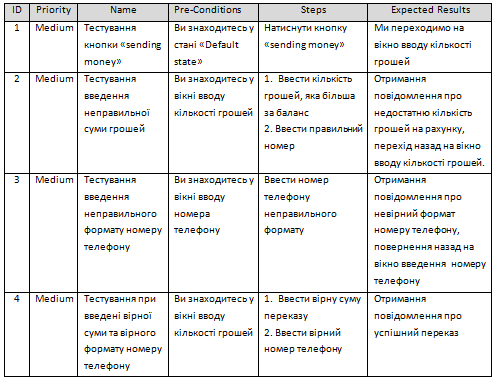 ID Priority Name Pre-Conditions Steps Expected Results
1 Medium Тестування Ви знаходитесь у Натиснути кнопку Ми переходимо на
кнопки «sending стані «Default «sending money» вікно вводу кількості
money» state» грошей
2 Medium Тестування Ви знаходитесь у 1. Ввести кількість Отримання
введення вікні вводу грошей, яка більша повідомлення про
неправильної кількості грошей за баланс недостатню кількість
суми грошей 2. Ввести правильний грошей на рахунку,
номер перехід назад на вікно
вводу кількості грошей.
3 Medium Тестування Ви знаходитесь у Ввести номер Отримання
введення вікні вводу телефону повідомлення про
неправильного номера неправильного невірний формат
формату номеру телефону формату номеру телефону,
телефону повернення назад на
вікно введення номеру
телефону
4 Medium Тестування при Ви знаходитесь у 1. Ввести вірну суму Отримання
введені вірної вікні вводу переказу повідомлення про
суми та вірного кількості грошей 2. Ввести вірний успішний переказ
формату номеру номер телефону
телефону